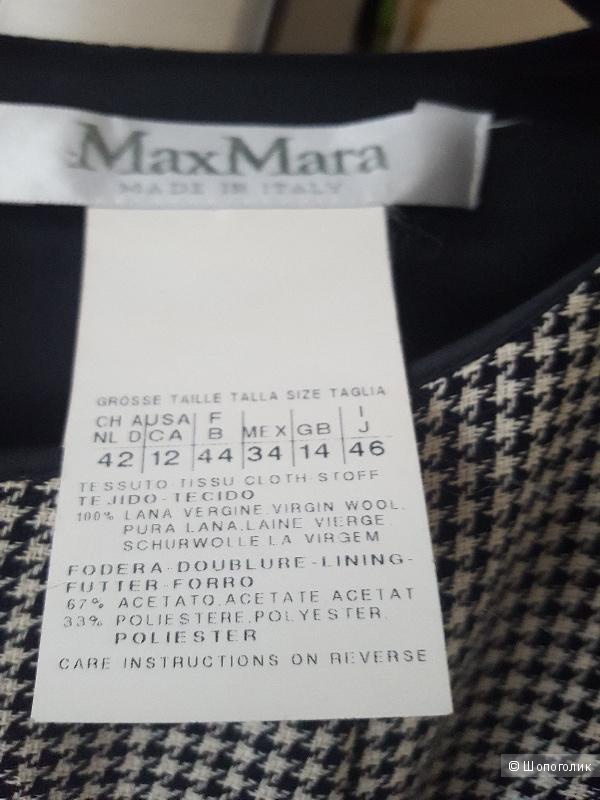 MaxMara
MADE IN ITALY
GRÖSSE TAILLE TALLA SIZE TAGLIA
CH A USA F I
NL D CA B MEX GB J
42 12 44 34 14 46
TESSUTO-TISSU CLOTH-STOFF
TEJIDO-TECIDO
100% LANA VERGINE.VIRGIN WOOL.
PURA LANA.LAINE VIERGE.
SCHURWOLLE.LA VIRGEM
FODERA-DOUBLURE-LINING-
FUTTER-FORRO
67% ACETATO.ACETATE ACETAT
33% POLIESTERE.POLYESTER.
POLIESTER
CARE INSTRUCTIONS ON REVERSE
© Шопоголик